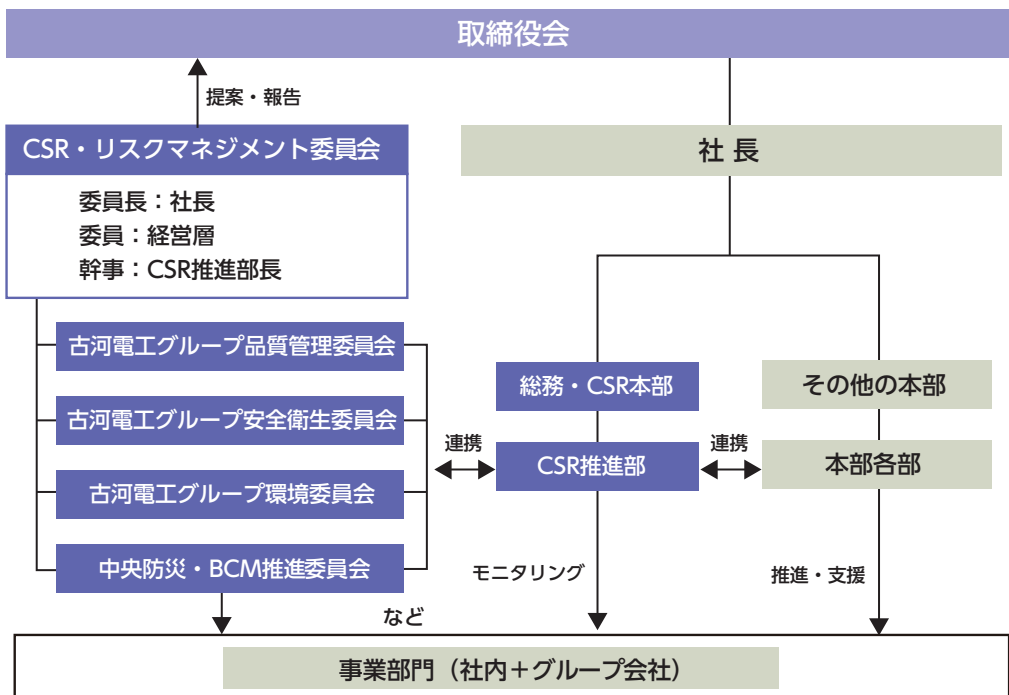 取締役会
提案・報告
CSR・リスクマネジメント委員会
委員長：社長
委員：経営層
幹事：CSR推進部長
社 長
古河電工グループ品質管理委員会
古河電工グループ安全衛生委員会
古河電工グループ環境委員会
中央防災・BCM推進委員会
など
連携
総務・CSR本部
CSR推進部
連携
その他の本部
本部各部
モニタリング
推進・支援
事業部門（社内＋グループ会社）